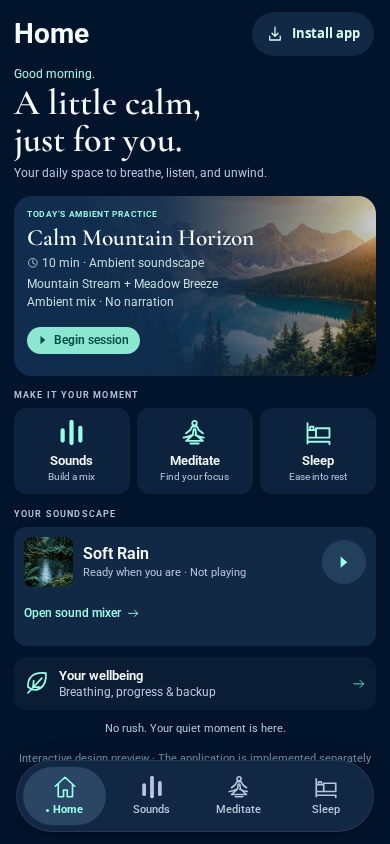 Home
Install app
Good morning.
A little calm,
just for you.
Your daily space to breathe, listen, and unwind.
TODAY'S AMBIENT PRACTICE
Calm Mountain Horizon
10 min · Ambient soundscape
Mountain Stream + Meadow Breeze
Ambient mix · No narration
Begin session
MAKE IT YOUR MOMENT
Sounds
Build a mix
Meditate
Find your focus
Sleep
Ease into rest
YOUR SOUNDSCAPE
Soft Rain
Ready when you are · Not playing
Open sound mixer →
Your wellbeing
Breathing, progress & backup
→
No rush. Your quiet moment is here.
Interactive design preview · The application is implemented separately
• Home
Sounds
Meditate
Sleep